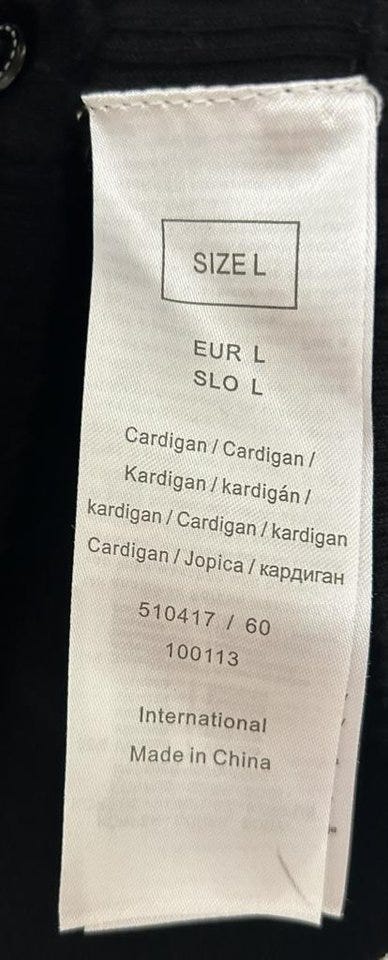 SIZE L
EUR L
SLO L
Cardigan / Cardigan /
Kardigan / kardigán /
kardigan / Cardigan / kardigan
Cardigan / Jopica / кардиган
510417 / 60
100113
International
Made in China